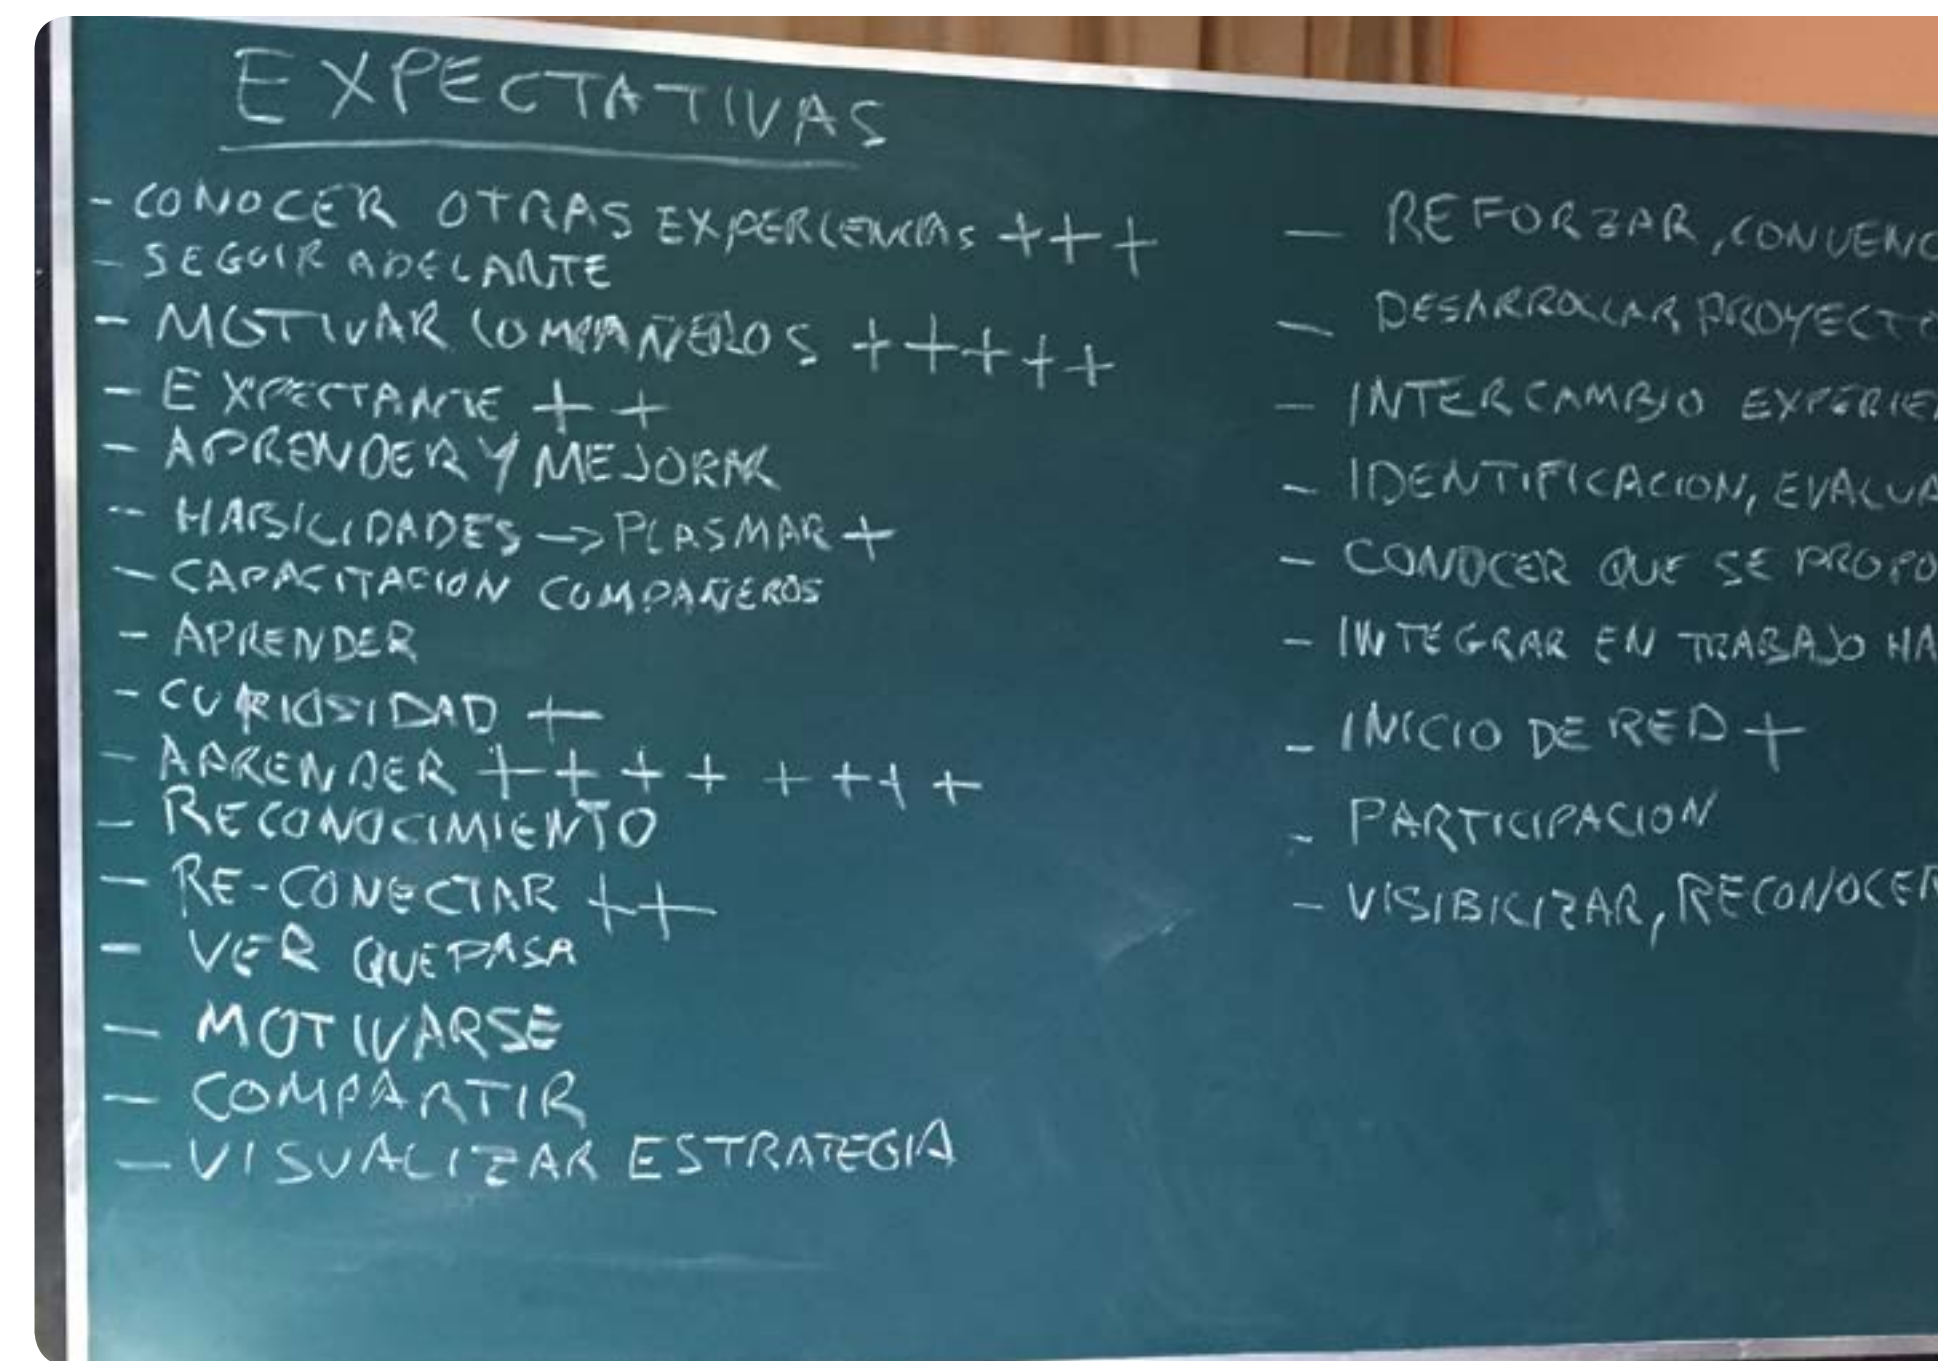 EXPECTATIVAS
- CONOCER OTRAS EXPERIENCIAS +++
- SEGUIR ADELANTE
- MOTIVAR COMPAÑEROS +++++
- EXPECTANTE ++
- APRENDER Y MEJORAR
- HABILIDADES -> PLASMAR +
- CAPACITACION COMPAÑEROS
- APRENDER
- CURIOSIDAD +
- APRENDER ++++++++
- RECONOCIMIENTO
- RE-CONECTAR ++
- VER QUE PASA
- MOTIVARSE
- COMPARTIR
- VISUALIZAR ESTRATEGIA
- REFORZAR, CONVENC
- DESARROLLAR PROYECTO
- INTERCAMBIO EXPERIE
- IDENTIFICACION, EVALUA
- CONOCER QUE SE PROPO
- INTEGRAR EN TRABAJO HA
- INICIO DE RED +
- PARTICIPACION
- VISIBILIZAR, RECONOCER